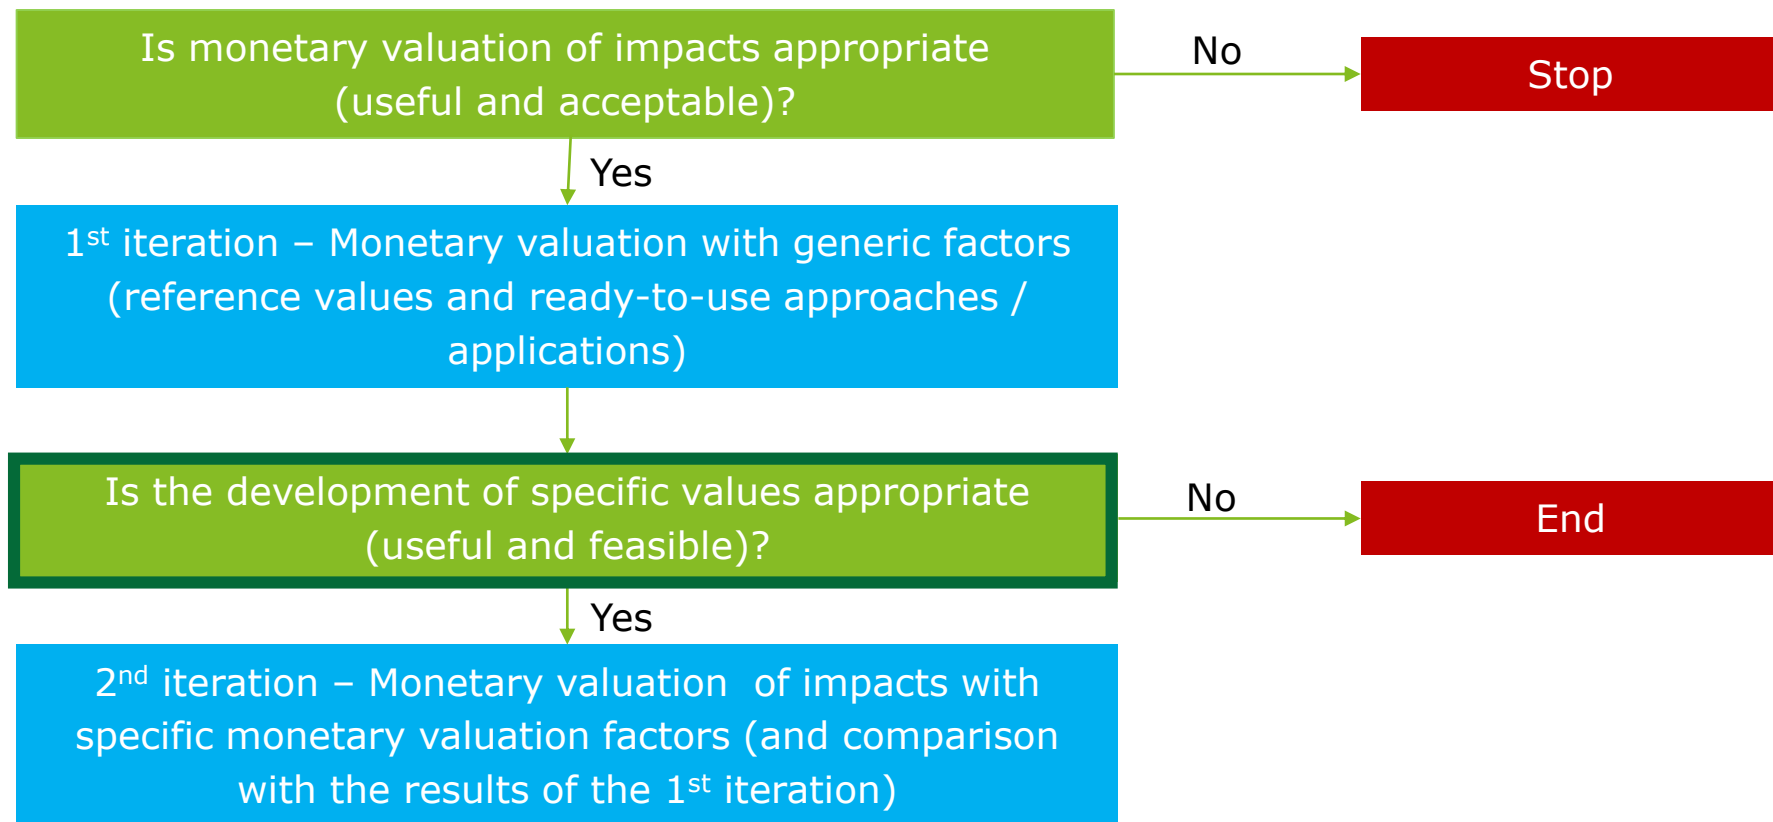 Is monetary valuation of impacts appropriate
(useful and acceptable)?
No
Stop
Yes
1st iteration – Monetary valuation with generic factors
(reference values and ready-to-use approaches /
applications)
Is the development of specific values appropriate
(useful and feasible)?
No
End
Yes
2nd iteration – Monetary valuation  of impacts with
specific monetary valuation factors (and comparison
with the results of the 1st iteration)